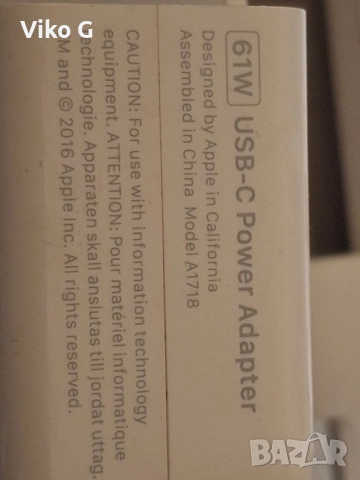 Viko G
61W USB-C Power Adapter
Designed by Apple in California
Assembled in China Model A1718
CAUTION: For use with information technology
equipment. ATTENTION: Pour matériel informatique
technologie. Apparaten skall anslutas till jordat uttag.
TM and © 2016 Apple Inc. All rights reserved.
BAZAR